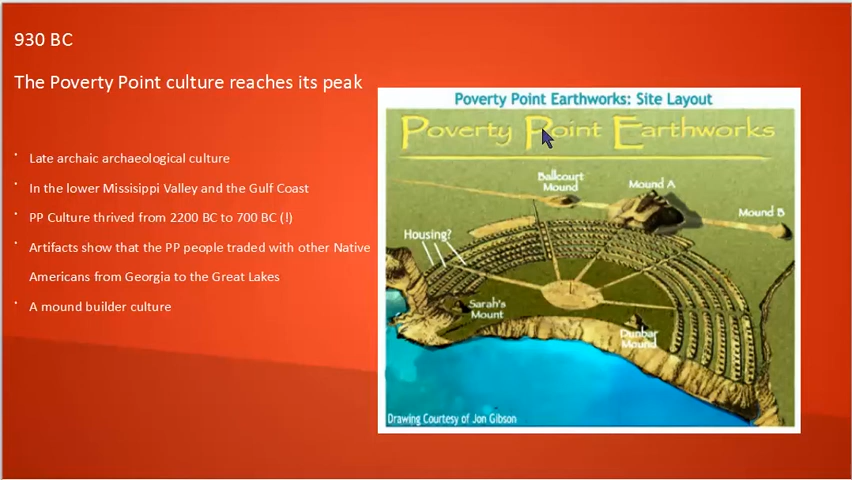 930 BC
The Poverty Point culture reaches its peak
Late archaic archaeological culture
In the lower Missisippi Valley and the Gulf Coast
PP Culture thrived from 2200 BC to 700 BC (!)
Artifacts show that the PP people traded with other Native
Americans from Georgia to the Great Lakes
A mound builder culture
Poverty Point Earthworks: Site Layout
Poverty Point Earthworks
Ballcourt
Mound
Mound A
Mound B
Housing?
Sarah's
Mount
Dunbar
Mound
Drawing Courtesy of Jon Gibson